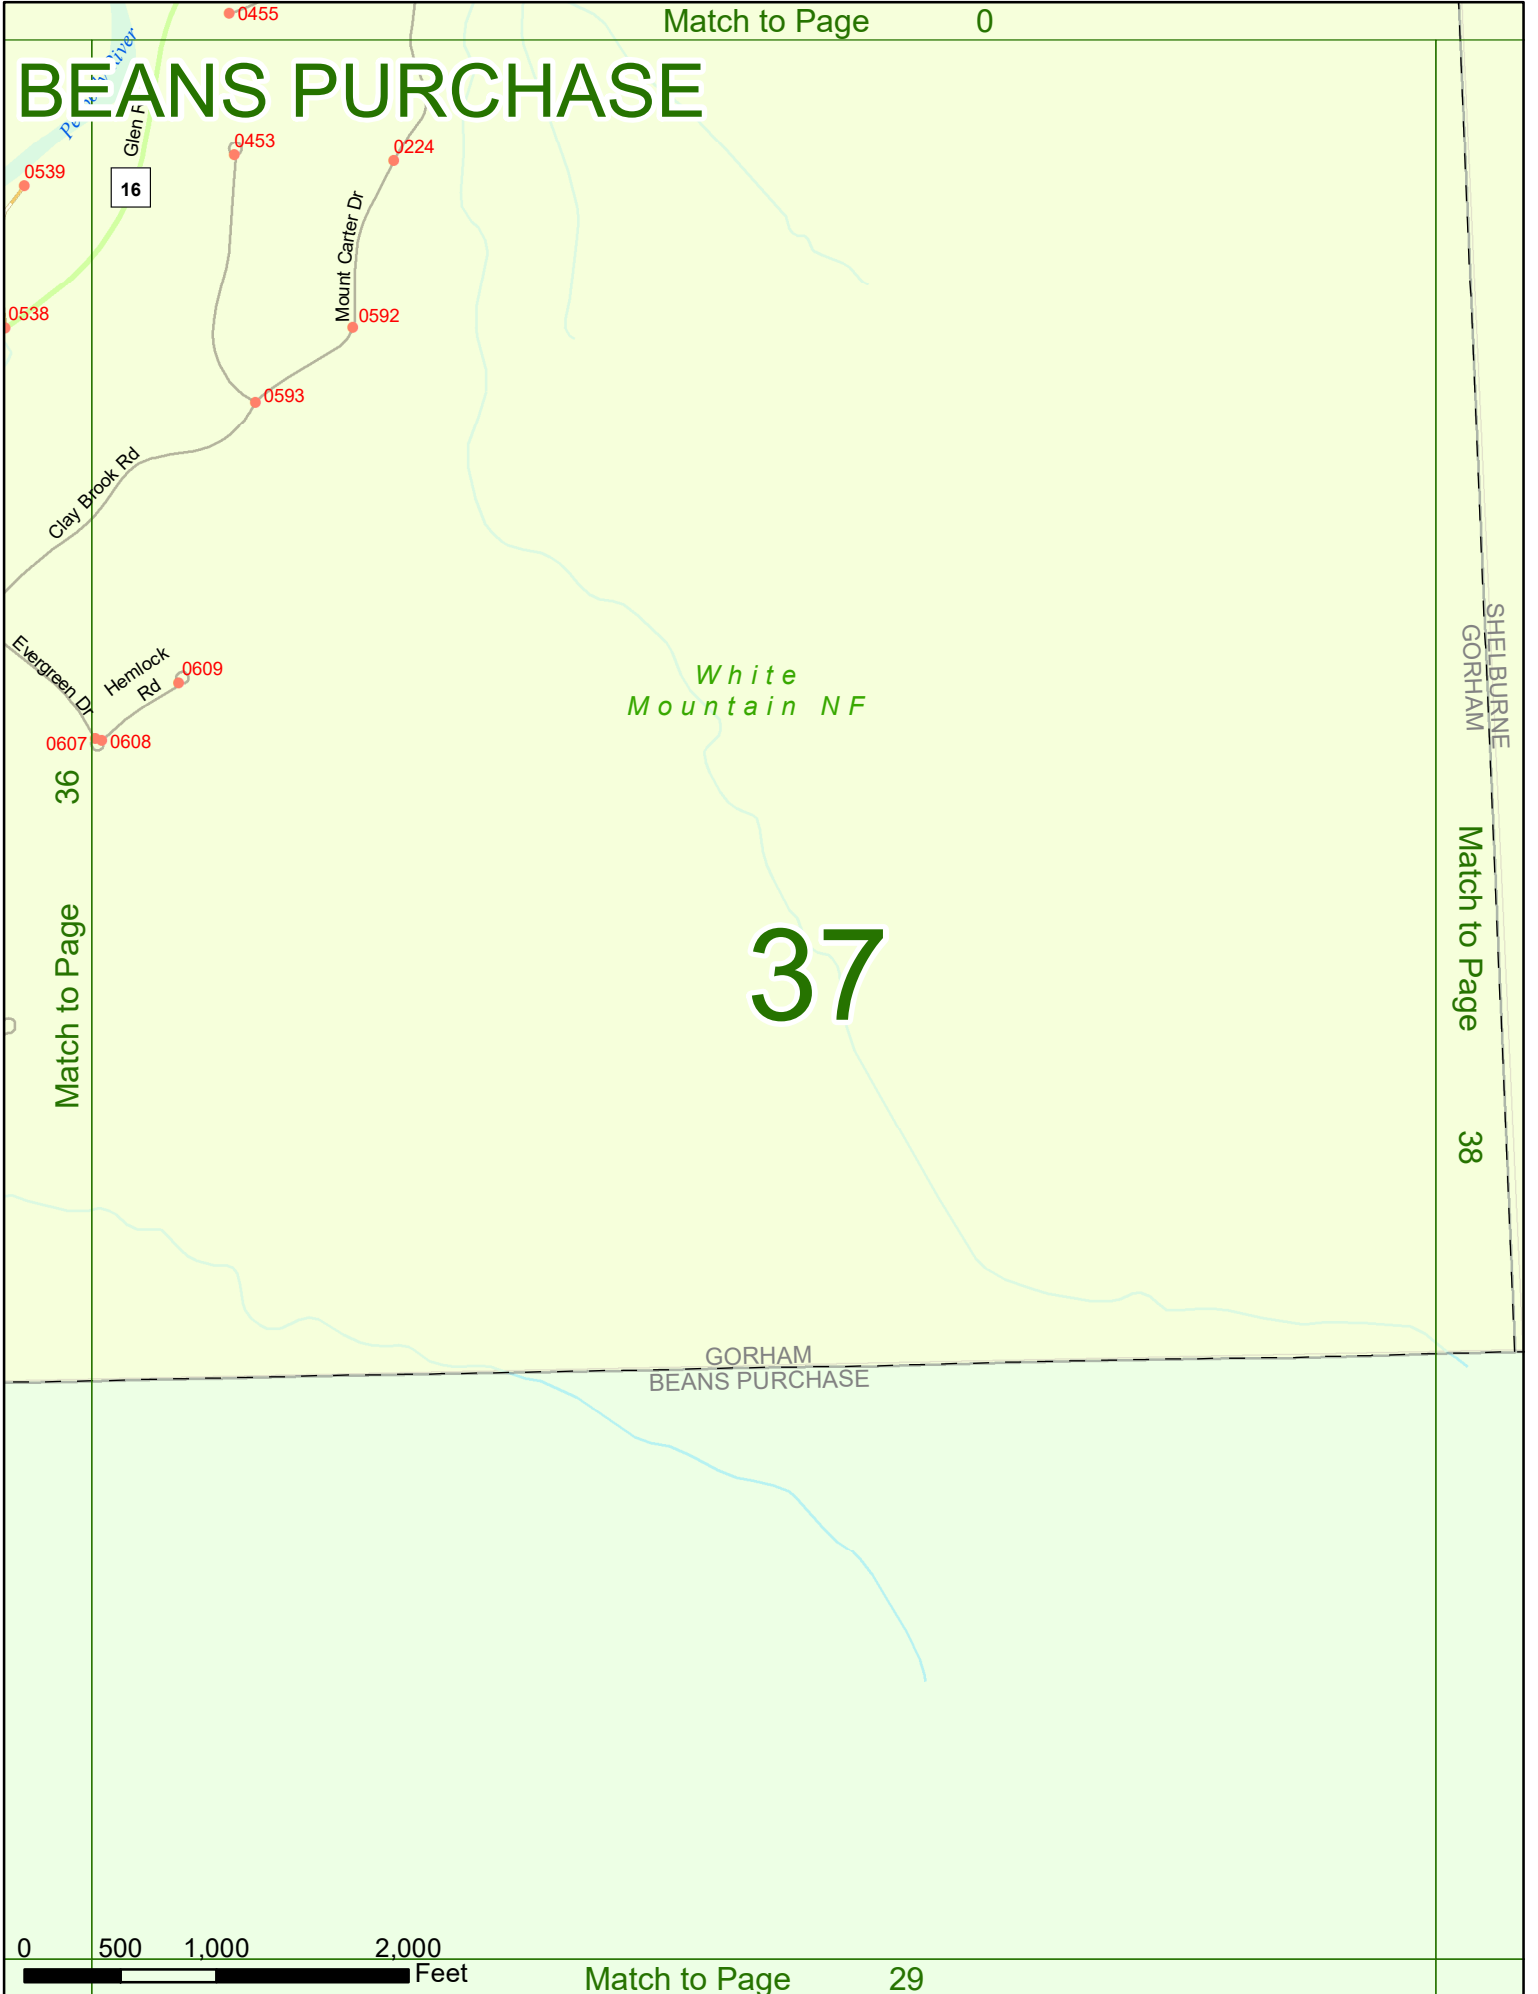 Match to Page 0
0455
River
BEANS PURCHASE
Glen
0453
0224
0539
16
Mount Carter Dr
0538
0592
0593
Clay Brook Rd
Evergreen Dr
Hemlock
Rd
0609
0607
0608
White
Mountain NF
SHELBURNE
GORHAM
Match to Page 36
Match to Page 38
37
GORHAM
BEANS PURCHASE
0 500 1,000 2,000
Feet
Match to Page 29